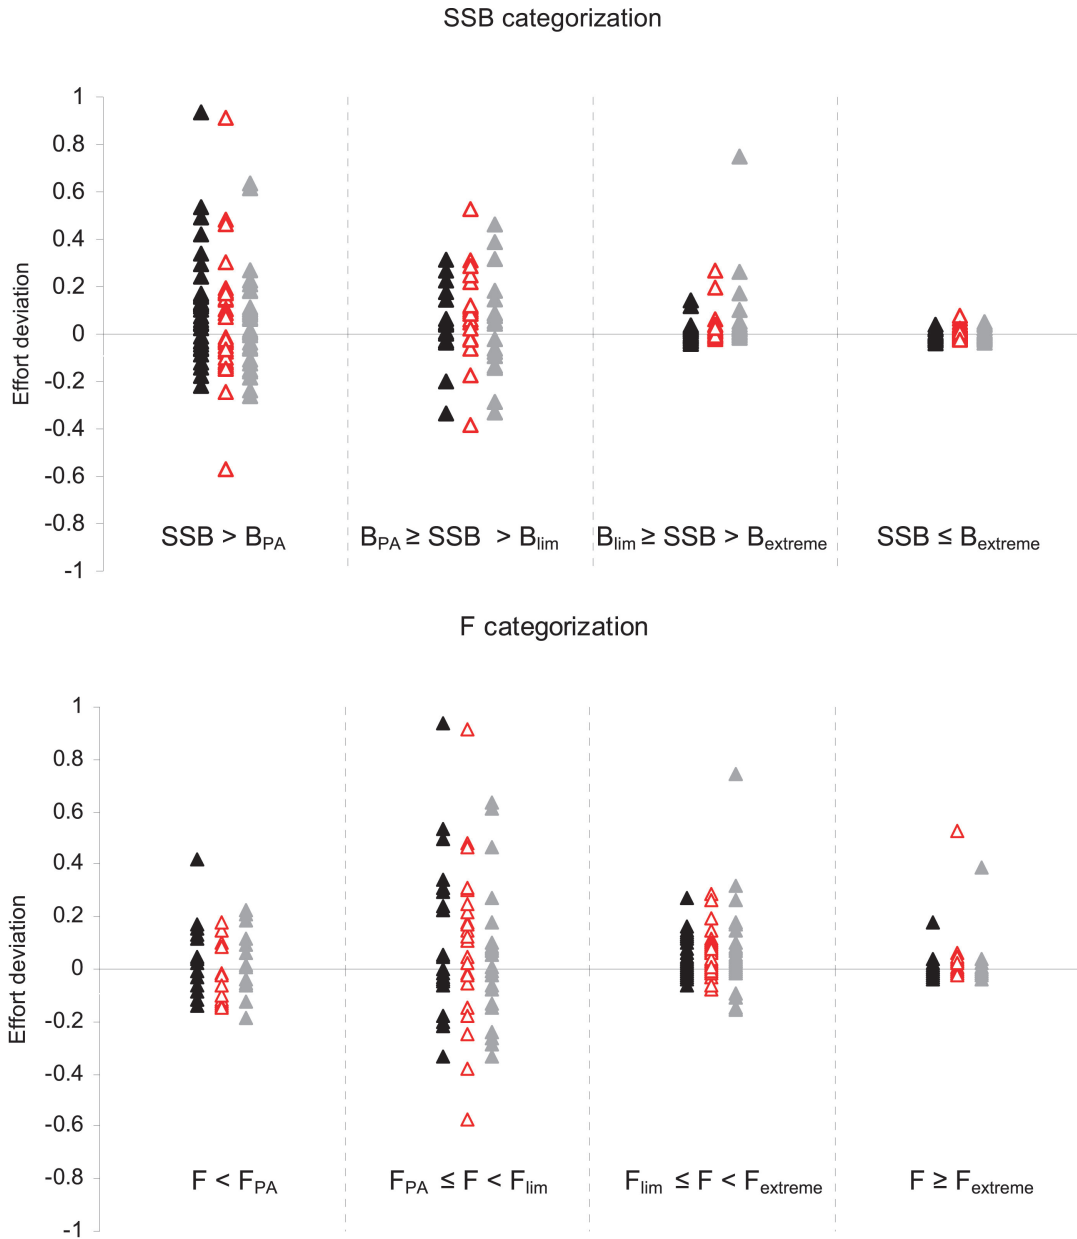 SSB categorization
1
0.8
0.6
0.4
0.2
0
-0.2
-0.4
-0.6
-0.8
-1
Effort deviation
SSB > BPA
BPA ≥ SSB > Blim
Blim ≥ SSB > Bextreme
SSB ≤ Bextreme
F categorization
1
0.8
0.6
0.4
0.2
0
-0.2
-0.4
-0.6
-0.8
-1
Effort deviation
F < FPA
FPA ≤ F < Flim
Flim ≤ F < Fextreme
F ≥ Fextreme